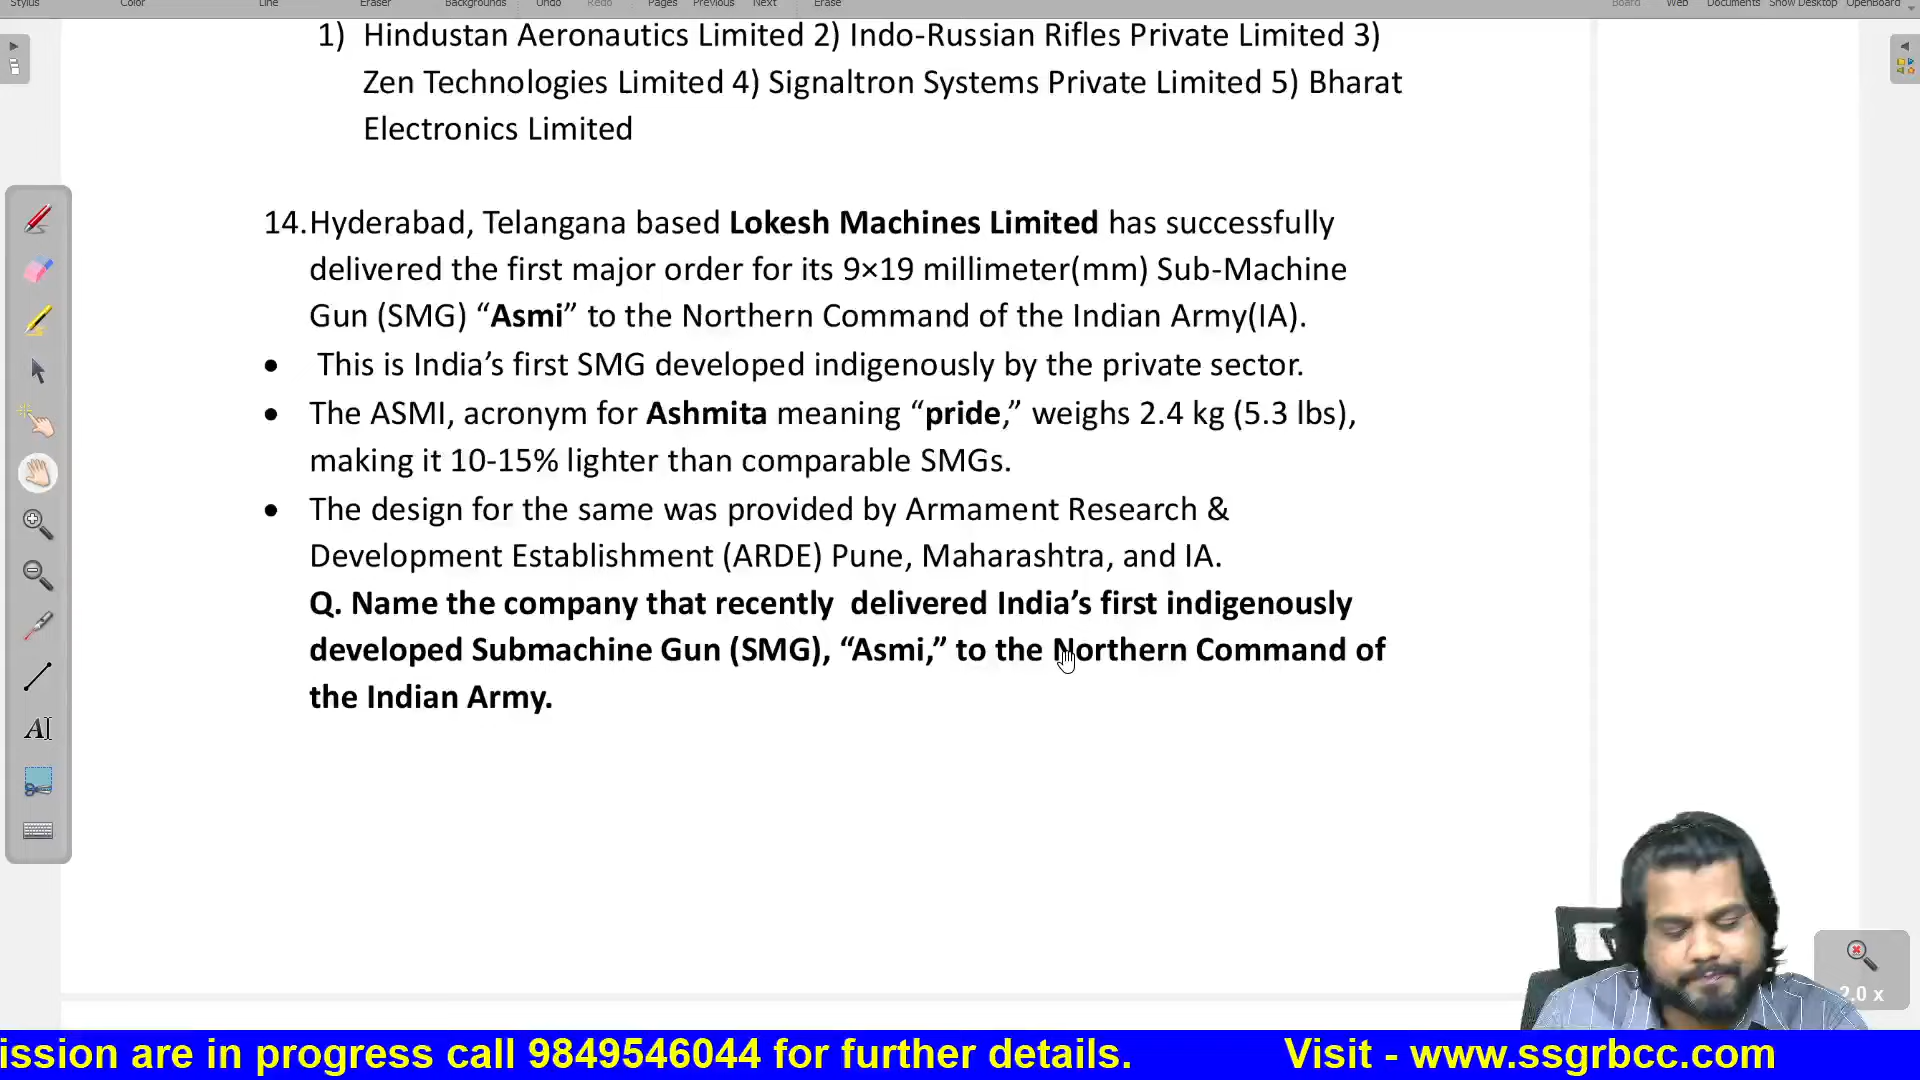 Stylus Color Line Eraser Backgrounds Undo Redo Pages Previous Next Erase Board Web Documents Show Desktop OpenBoard
1) Hindustan Aeronautics Limited 2) Indo-Russian Rifles Private Limited 3)
Zen Technologies Limited 4) Signaltron Systems Private Limited 5) Bharat
Electronics Limited
14.Hyderabad, Telangana based Lokesh Machines Limited has successfully
delivered the first major order for its 9×19 millimeter(mm) Sub-Machine
Gun (SMG) “Asmi” to the Northern Command of the Indian Army(IA).
• This is India’s first SMG developed indigenously by the private sector.
• The ASMI, acronym for Ashmita meaning “pride,” weighs 2.4 kg (5.3 lbs),
making it 10-15% lighter than comparable SMGs.
• The design for the same was provided by Armament Research &
Development Establishment (ARDE) Pune, Maharashtra, and IA.
Q. Name the company that recently delivered India’s first indigenously
developed Submachine Gun (SMG), “Asmi,” to the Northern Command of
the Indian Army.
2.0 x
ission are in progress call 9849546044 for further details. Visit - www.ssgrbcc.com